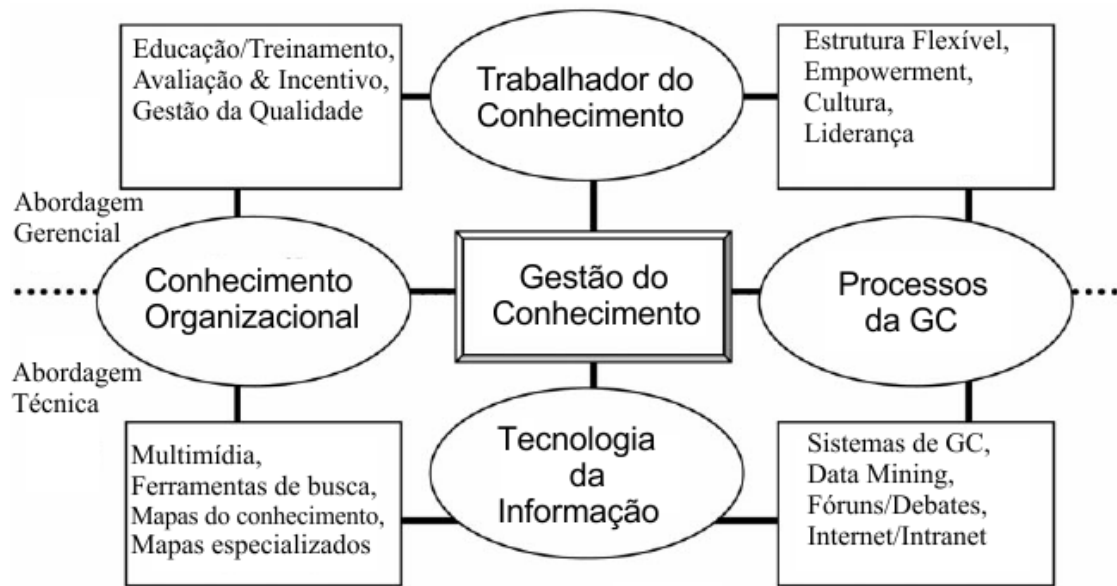 Educação/Treinamento,
Avaliação & Incentivo,
Gestão da Qualidade
Trabalhador do
Conhecimento
Estrutura Flexível,
Empowerment,
Cultura,
Liderança
Abordagem
Gerencial
Conhecimento
Organizacional
Gestão do
Conhecimento
Processos
da GC
Abordagem
Técnica
Multimídia,
Ferramentas de busca,
Mapas do conhecimento,
Mapas especializados
Tecnologia
da
Informação
Sistemas de GC,
Data Mining,
Fóruns/Debates,
Internet/Intranet